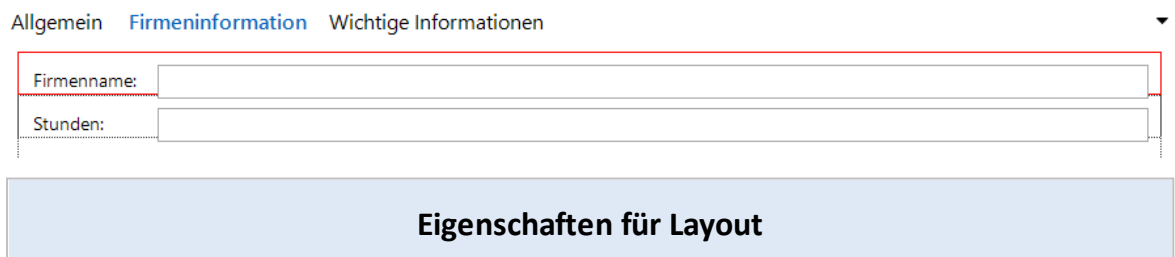 Allgemein Firmeninformation Wichtige Informationen
Firmenname:
Stunden:
Eigenschaften für Layout